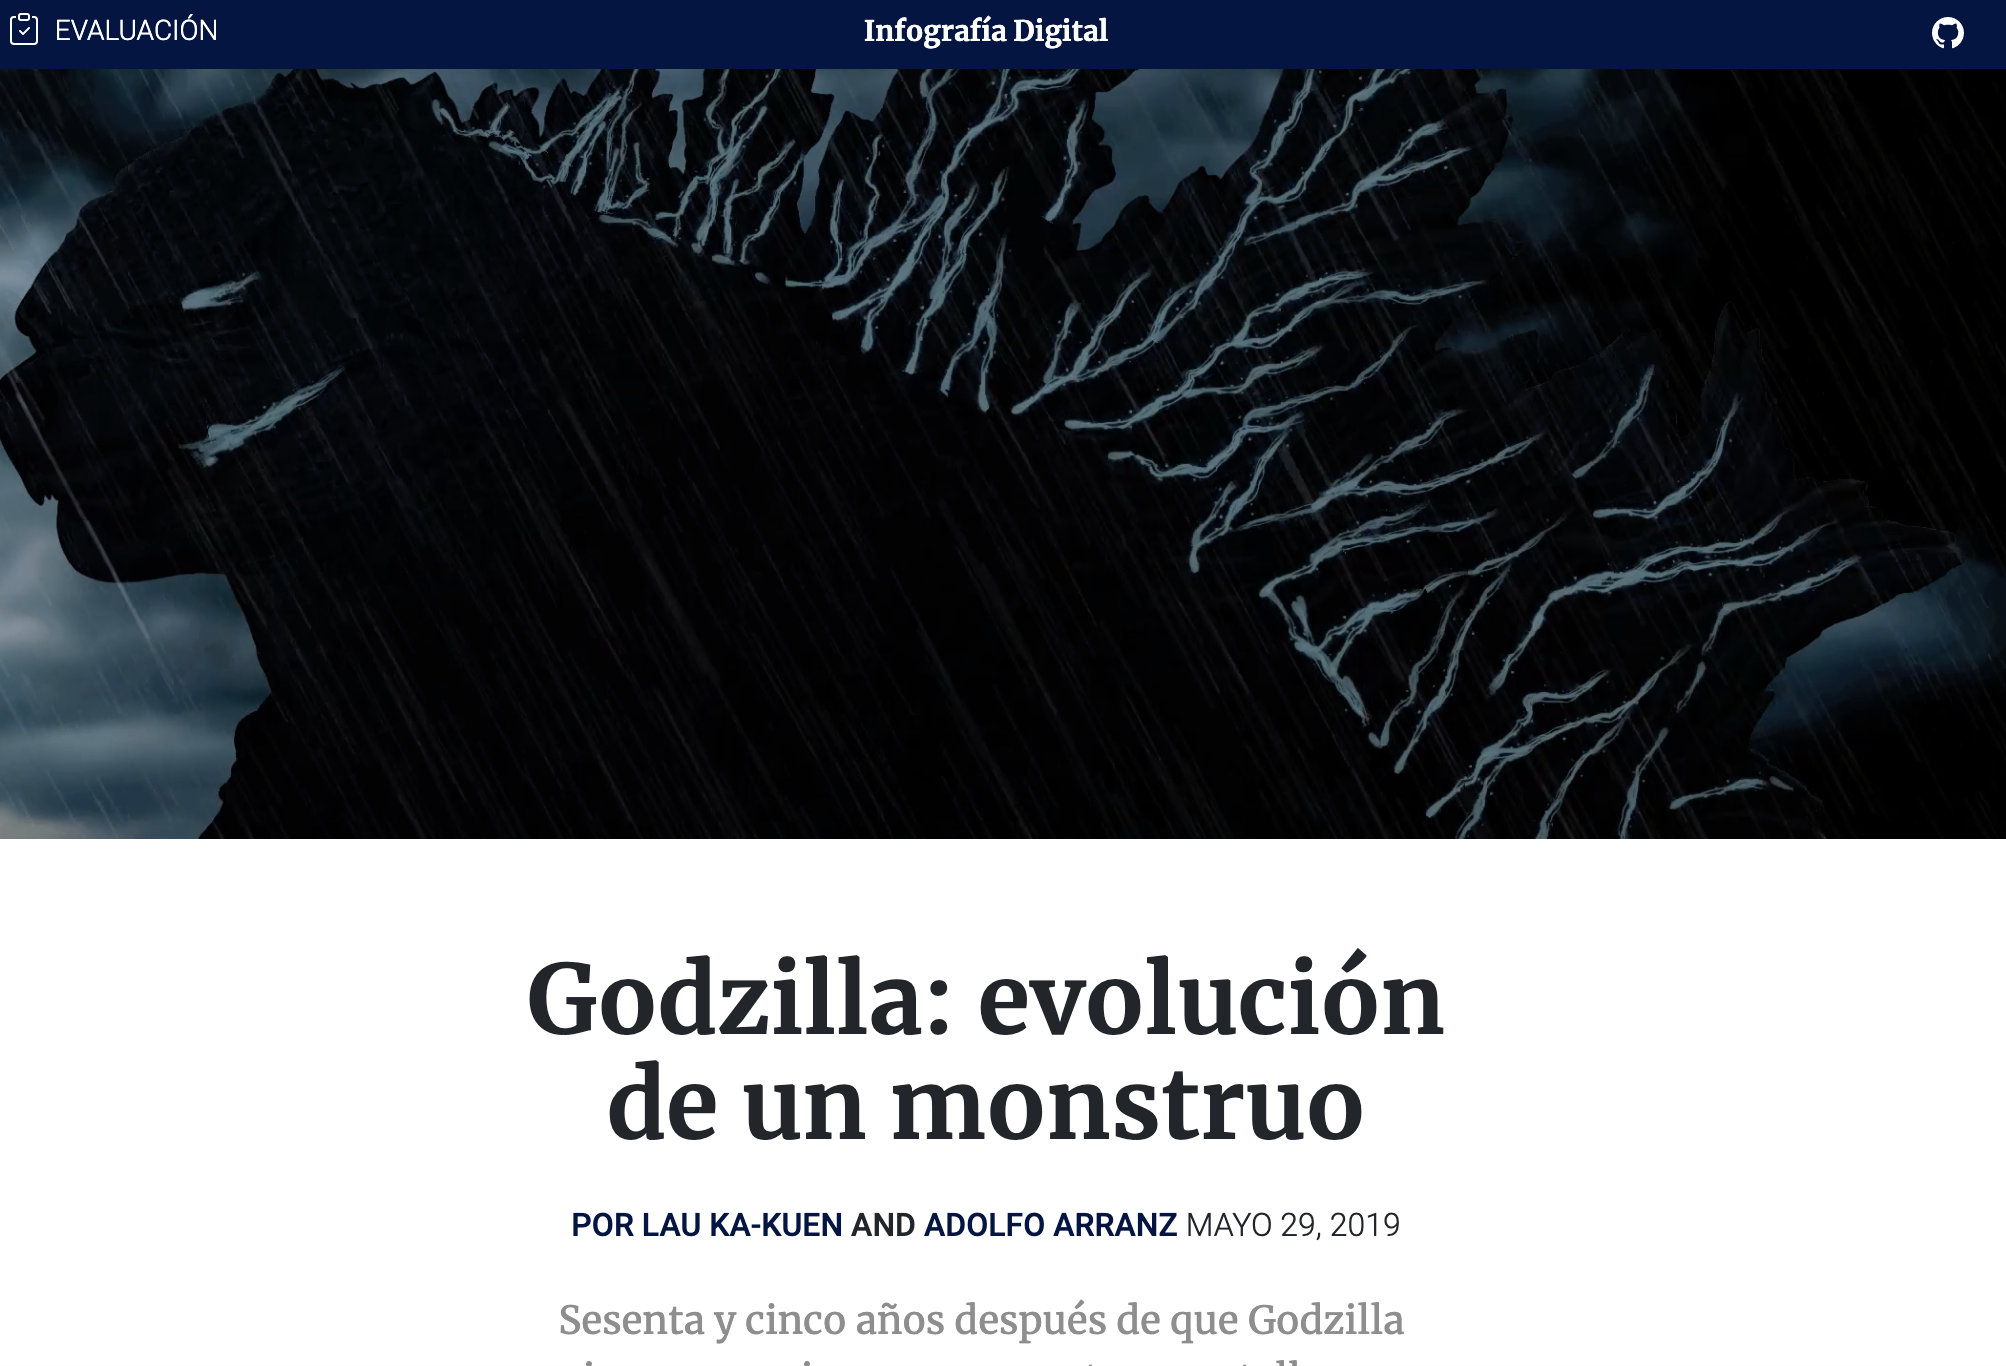 EVALUACIÓN
Infografía Digital
Godzilla: evolución
de un monstruo
POR LAU KA-KUEN AND ADOLFO ARRANZ MAYO 29, 2019
Sesenta y cinco años después de que Godzilla